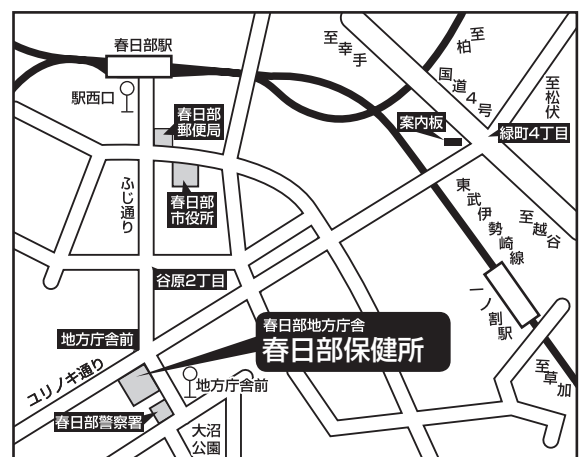 春日部駅
至幸手
至柏
国道4号
至松伏
駅西口
春日部
郵便局
案内板
緑町4丁目
ふじ通り
春日部
市役所
東武伊勢崎線
至越谷
谷原2丁目
一ノ割駅
春日部地方庁舎
春日部保健所
地方庁舎前
ユリノキ通り
地方庁舎前
至草加
春日部警察署
大沼
公園